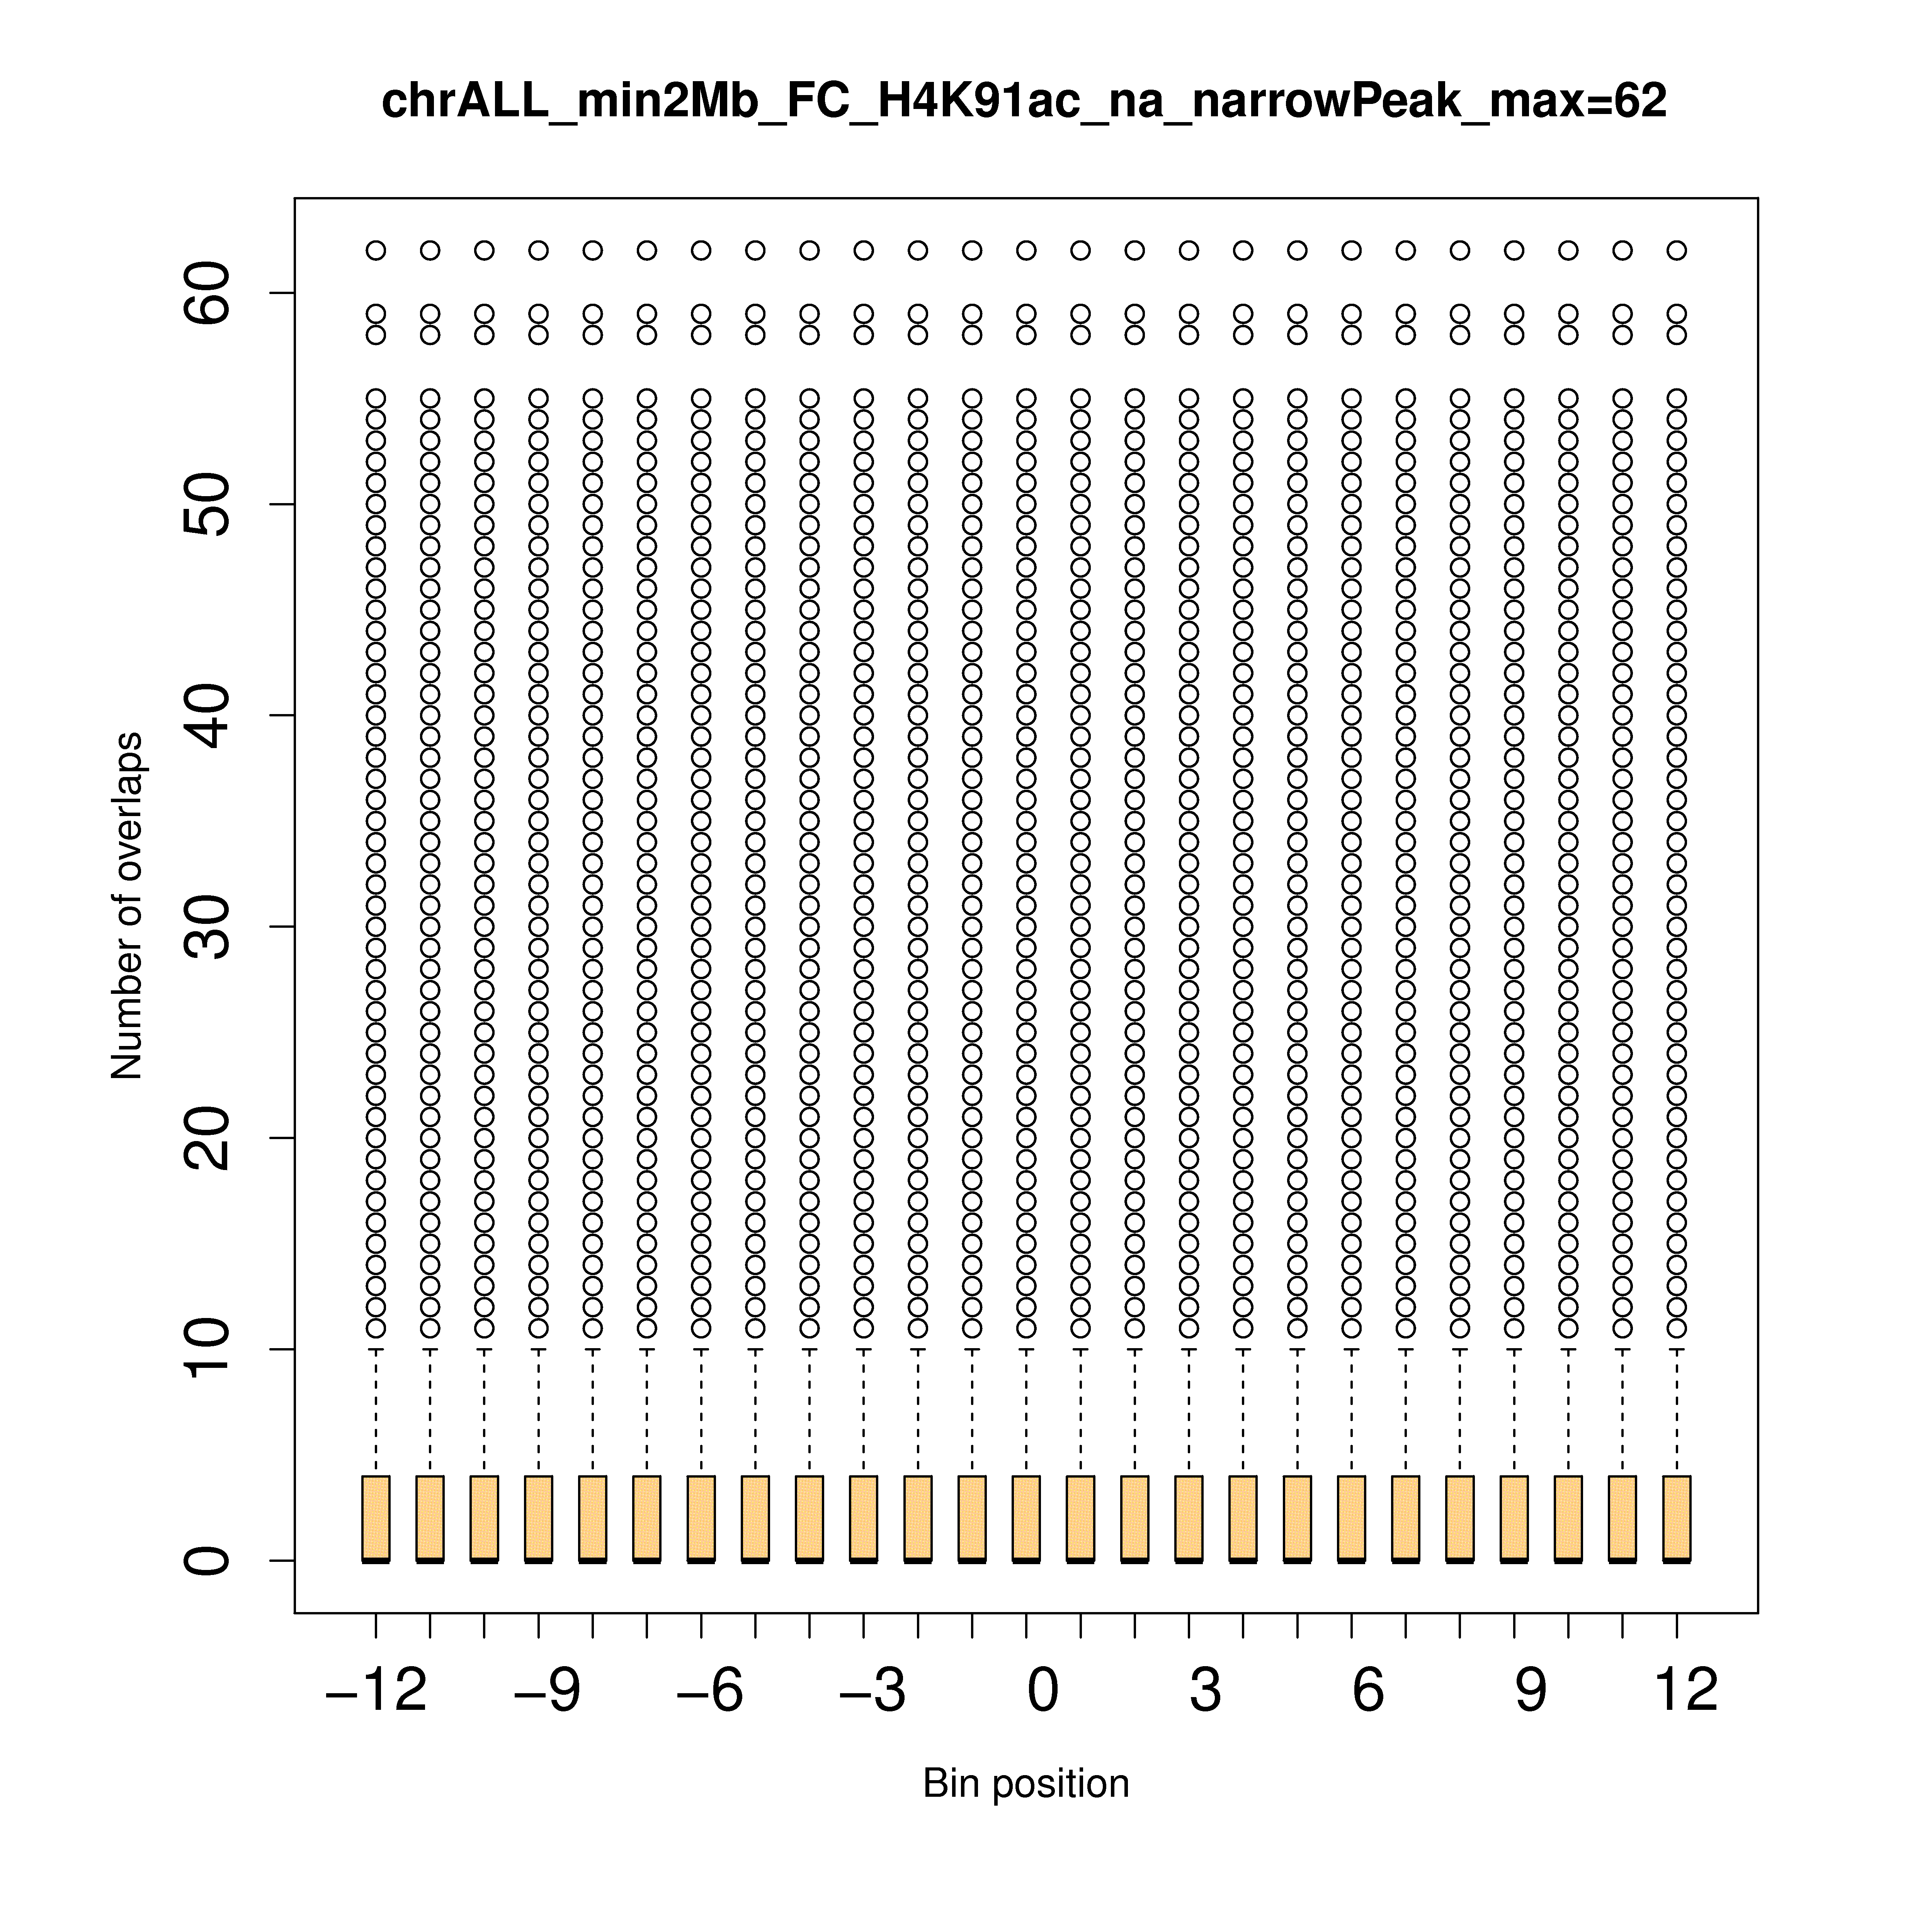 chrALL_min2Mb_FC_H4K91ac_na_narrowPeak_max=62
60
50
40
30
20
10
0
Number of overlaps
−12 −9 −6 −3 0 3 6 9 12
Bin position